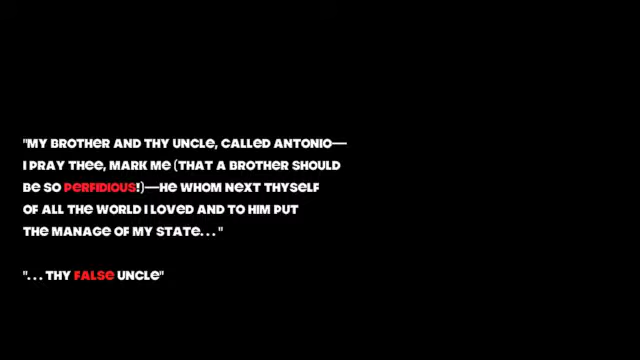 "MY BROTHER AND THY UNCLE, CALLED ANTONIO—
I PRAY THEE, MARK ME (THAT A BROTHER SHOULD
BE SO PERFIDIOUS!)—HE WHOM NEXT THYSELF
OF ALL THE WORLD I LOVED AND TO HIM PUT
THE MANAGE OF MY STATE. . . "
". . . THY FALSE UNCLE"